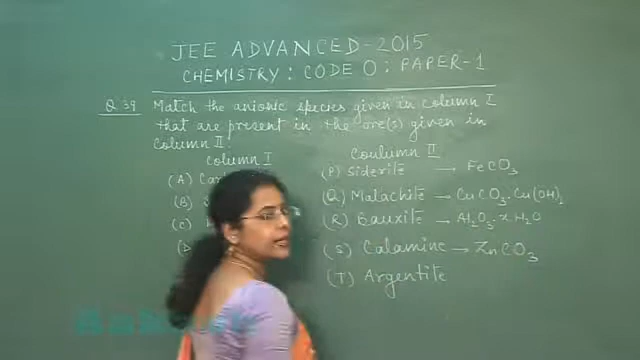 JEE ADVANCED-2015
CHEMISTRY: CODE 0: PAPER-1
Q 39 Match the anionic species given in column I
that are present in the ore(s) given in
column II.
Column I
(A) Car
(B) S
(C)
(D
Coulumn II
(P) Siderite → FeCO3
(Q) Malachite → CuCO3.Cu(OH)2
(R) Bauxite → Al2O3.x.H2O
(S) Calamine → ZnCO3
(T) Argentite